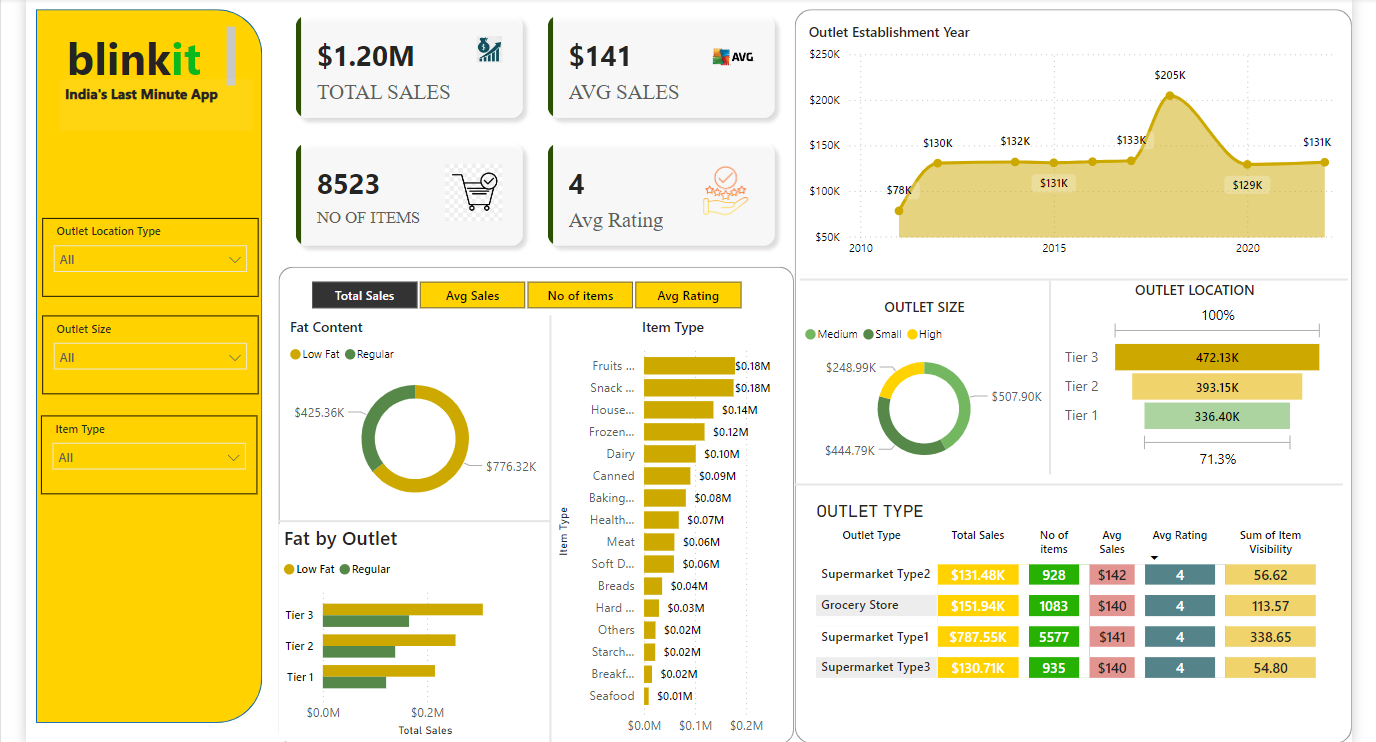 blinkit
India's Last Minute App
Outlet Location Type
All
Outlet Size
All
Item Type
All
$1.20M
TOTAL SALES
$141
AVG SALES
AVG
8523
NO OF ITEMS
4
Avg Rating
Total Sales
Avg Sales
No of items
Avg Rating
Fat Content
Low Fat
Regular
$425.36K
$776.32K
Fat by Outlet
Low Fat
Regular
Tier 3
Tier 2
Tier 1
$0.0M
$0.2M
Total Sales
Item Type
Item Type
Fruits ...
$0.18M
Snack ...
$0.18M
House...
$0.14M
Frozen...
$0.12M
Dairy
$0.10M
Canned
$0.09M
Baking...
$0.08M
Health...
$0.07M
Meat
$0.06M
Soft D...
$0.06M
Breads
$0.04M
Hard ...
$0.03M
Others
$0.02M
Starch...
$0.02M
Breakf...
$0.02M
Seafood
$0.01M
$0.0M
$0.1M
$0.2M
Outlet Establishment Year
$250K
$200K
$150K
$100K
$50K
$78K
$130K
$132K
$131K
$133K
$205K
$129K
$131K
2010
2015
2020
OUTLET SIZE
Medium
Small
High
$248.99K
$507.90K
$444.79K
OUTLET LOCATION
100%
Tier 3
472.13K
Tier 2
393.15K
Tier 1
336.40K
71.3%
OUTLET TYPE
Outlet Type
Total Sales
No of
items
Avg
Sales
Avg Rating
Sum of Item
Visibility
Supermarket Type2
$131.48K
928
$142
4
56.62
Grocery Store
$151.94K
1083
$140
4
113.57
Supermarket Type1
$787.55K
5577
$141
4
338.65
Supermarket Type3
$130.71K
935
$140
4
54.80